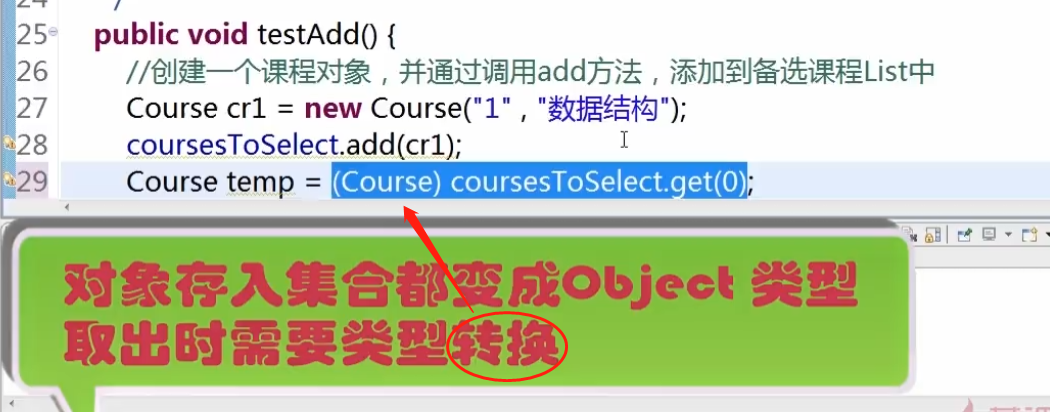 24 */
25 public void testAdd() {
26 //创建一个课程对象，并通过调用add方法，添加到备选课程List中
27 Course cr1 = new Course("1" , "数据结构");
28 coursesToSelect.add(cr1);
29 Course temp = (Course) coursesToSelect.get(0);
对象存入集合都变成Object 类型
取出时需要类型转换